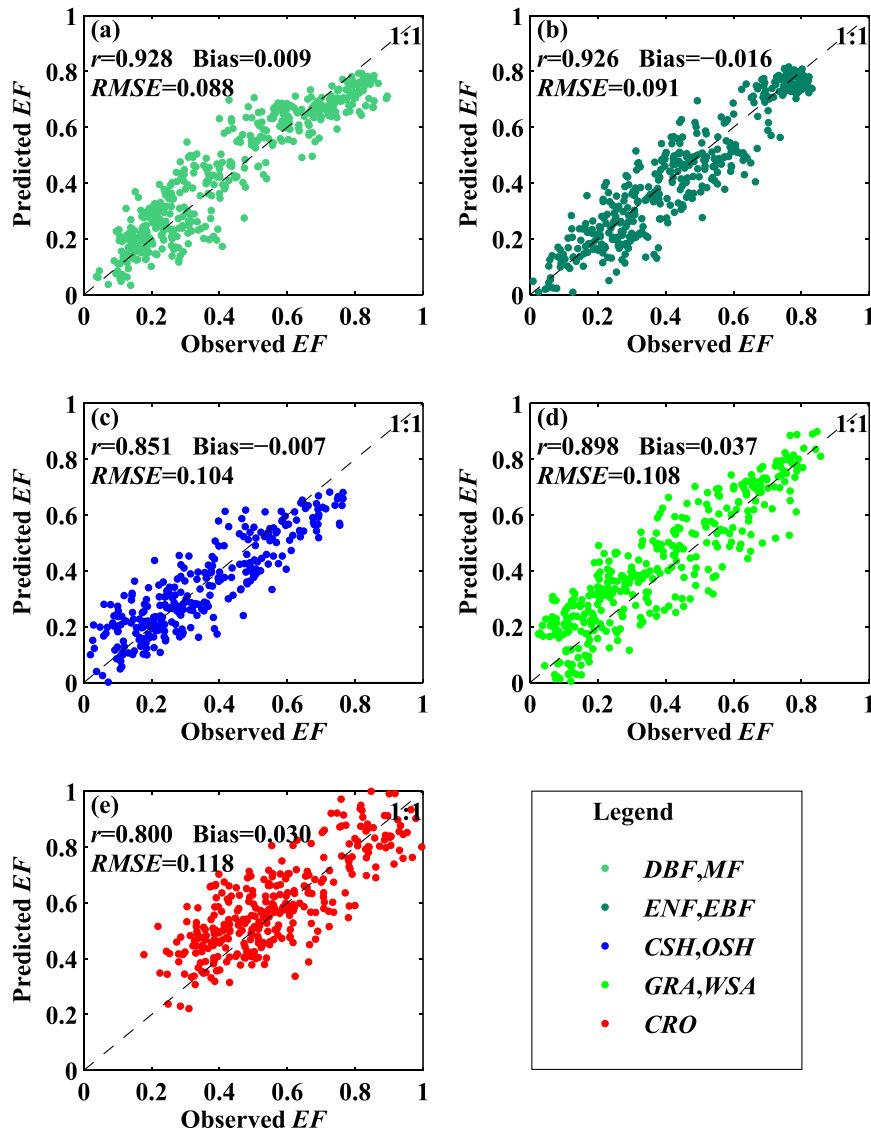 (a)
1:1
r=0.928 Bias=0.009
RMSE=0.088
Predicted EF
1
0.8
0.6
0.4
0.2
0
0 0.2 0.4 0.6 0.8 1
Observed EF
(b)
1:1
r=0.926 Bias=−0.016
RMSE=0.091
Predicted EF
1
0.8
0.6
0.4
0.2
0
0 0.2 0.4 0.6 0.8 1
Observed EF
(c)
1:1
r=0.851 Bias=−0.007
RMSE=0.104
Predicted EF
1
0.8
0.6
0.4
0.2
0
0 0.2 0.4 0.6 0.8 1
Observed EF
(d)
1:1
r=0.898 Bias=0.037
RMSE=0.108
Predicted EF
1
0.8
0.6
0.4
0.2
0
0 0.2 0.4 0.6 0.8 1
Observed EF
(e)
1:1
r=0.800 Bias=0.030
RMSE=0.118
Predicted EF
1
0.8
0.6
0.4
0.2
0
0 0.2 0.4 0.6 0.8 1
Observed EF
Legend
DBF,MF
ENF,EBF
CSH,OSH
GRA,WSA
CRO